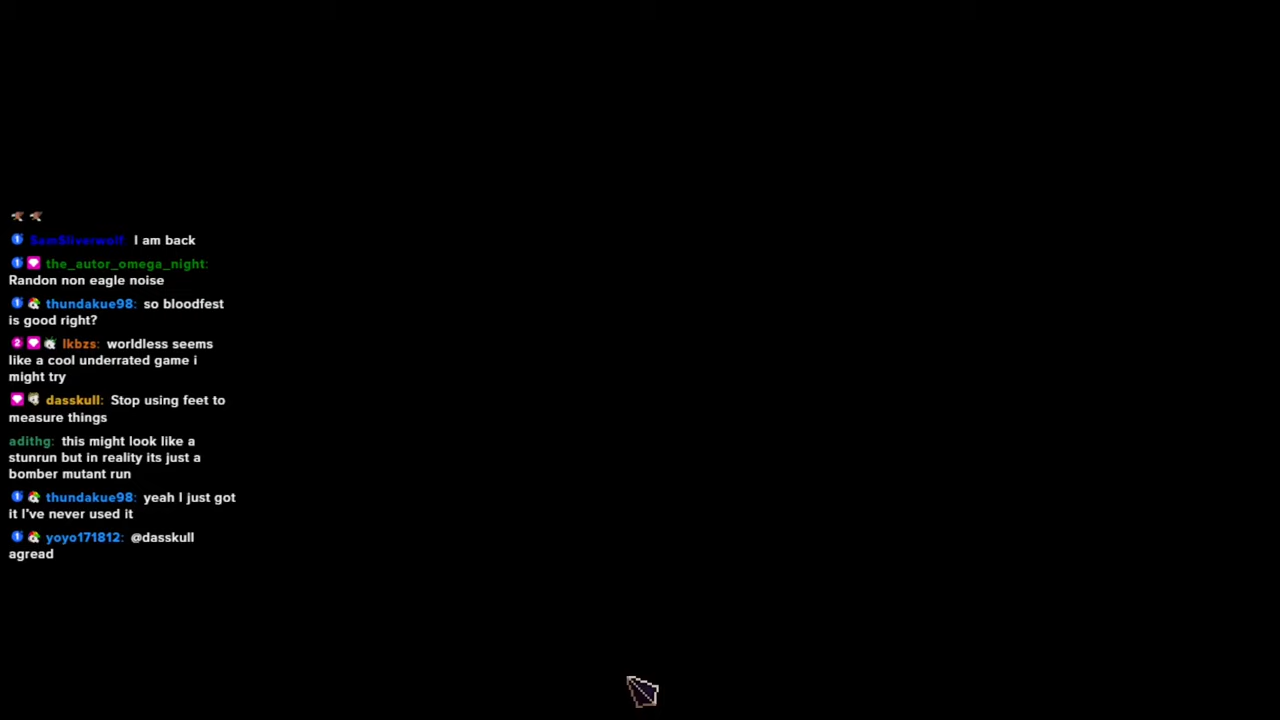 SamSliverwolf: I am back
the_autor_omega_night:
Randon non eagle noise
thundakue98: so bloodfest
is good right?
lkbzs: worldless seems
like a cool underrated game i
might try
dasskull: Stop using feet to
measure things
adithg: this might look like a
stunrun but in reality its just a
bomber mutant run
thundakue98: yeah I just got
it I've never used it
yoyo171812: @dasskull
agread